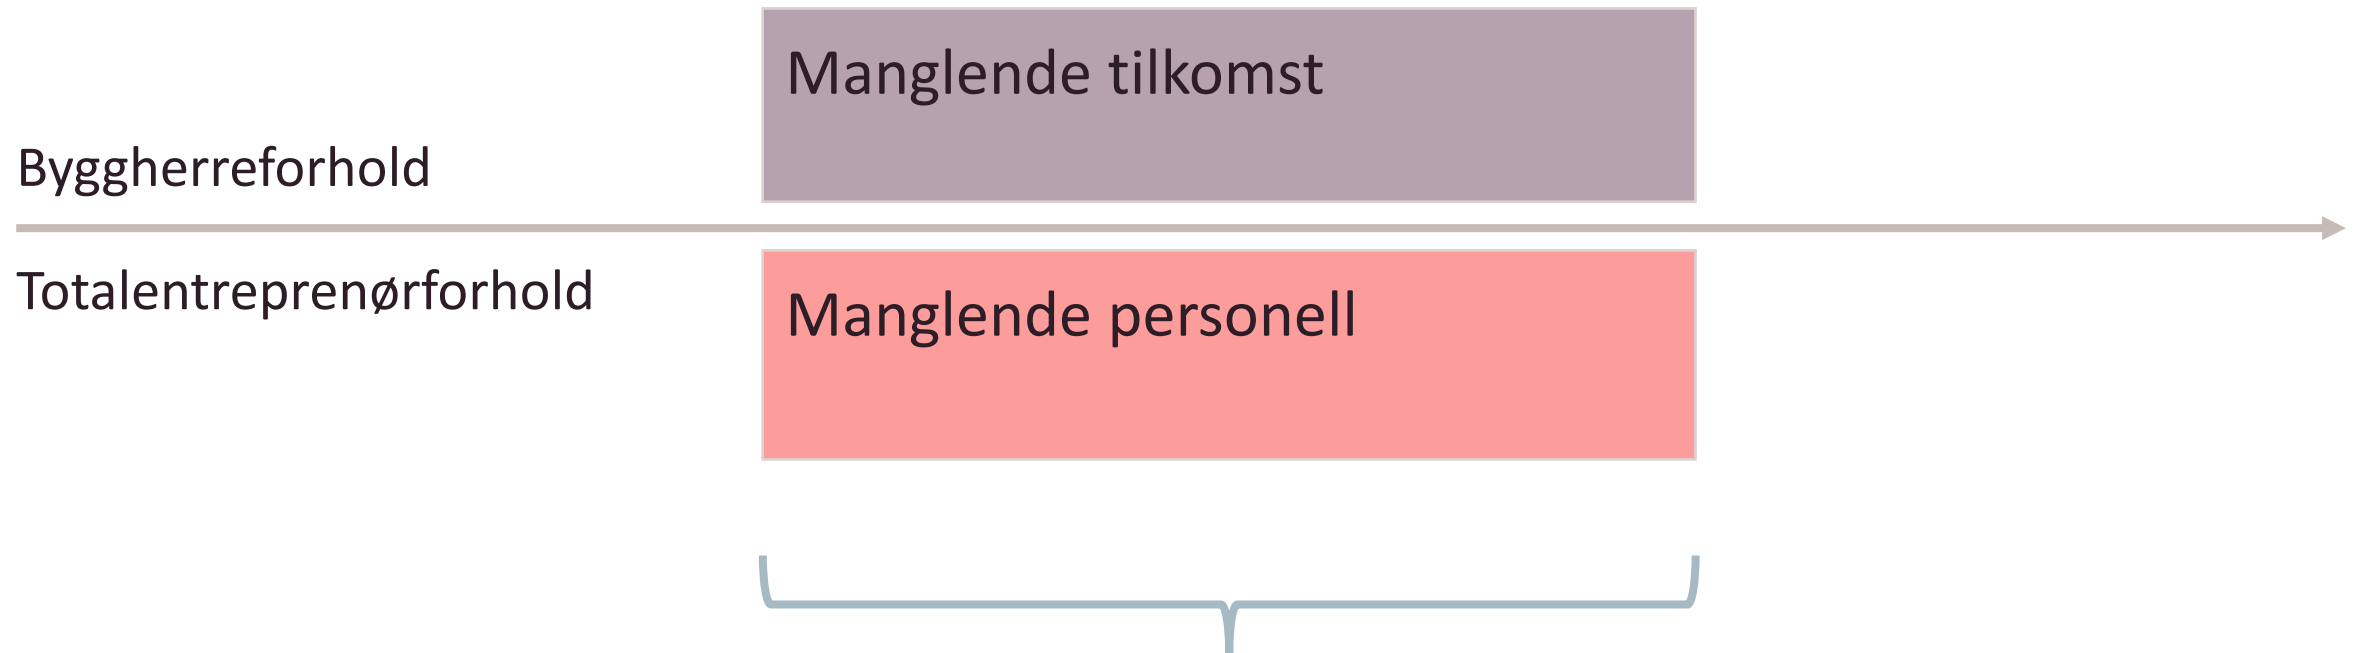 Manglende tilkomst
Byggherreforhold
Totalentreprenørforhold
Manglende personell